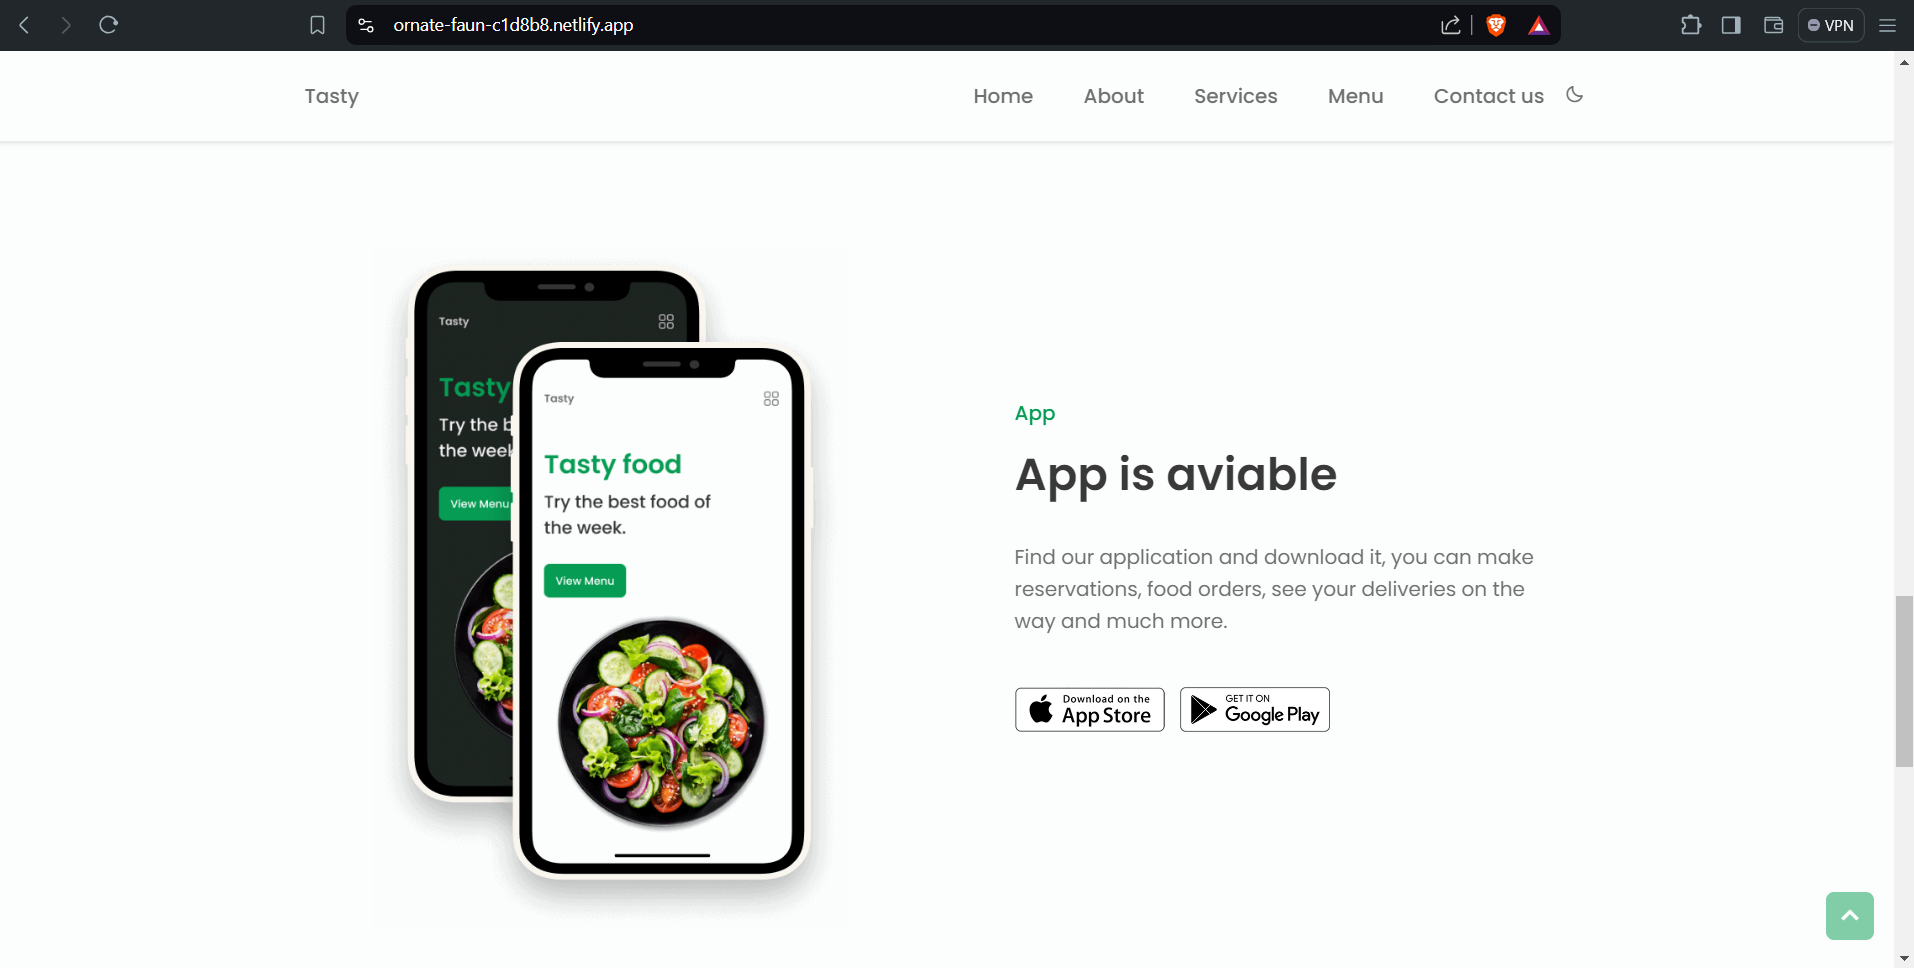 ornate-faun-c1d8b8.netlify.app
VPN
Tasty
Home
About
Services
Menu
Contact us
Tasty
Tasty
Try the b
the week
View Menu
Tasty
Tasty food
Try the best food of
the week.
View Menu
App
App is aviable
Find our application and download it, you can make
reservations, food orders, see your deliveries on the
way and much more.
Download on the
App Store
GET IT ON
Google Play